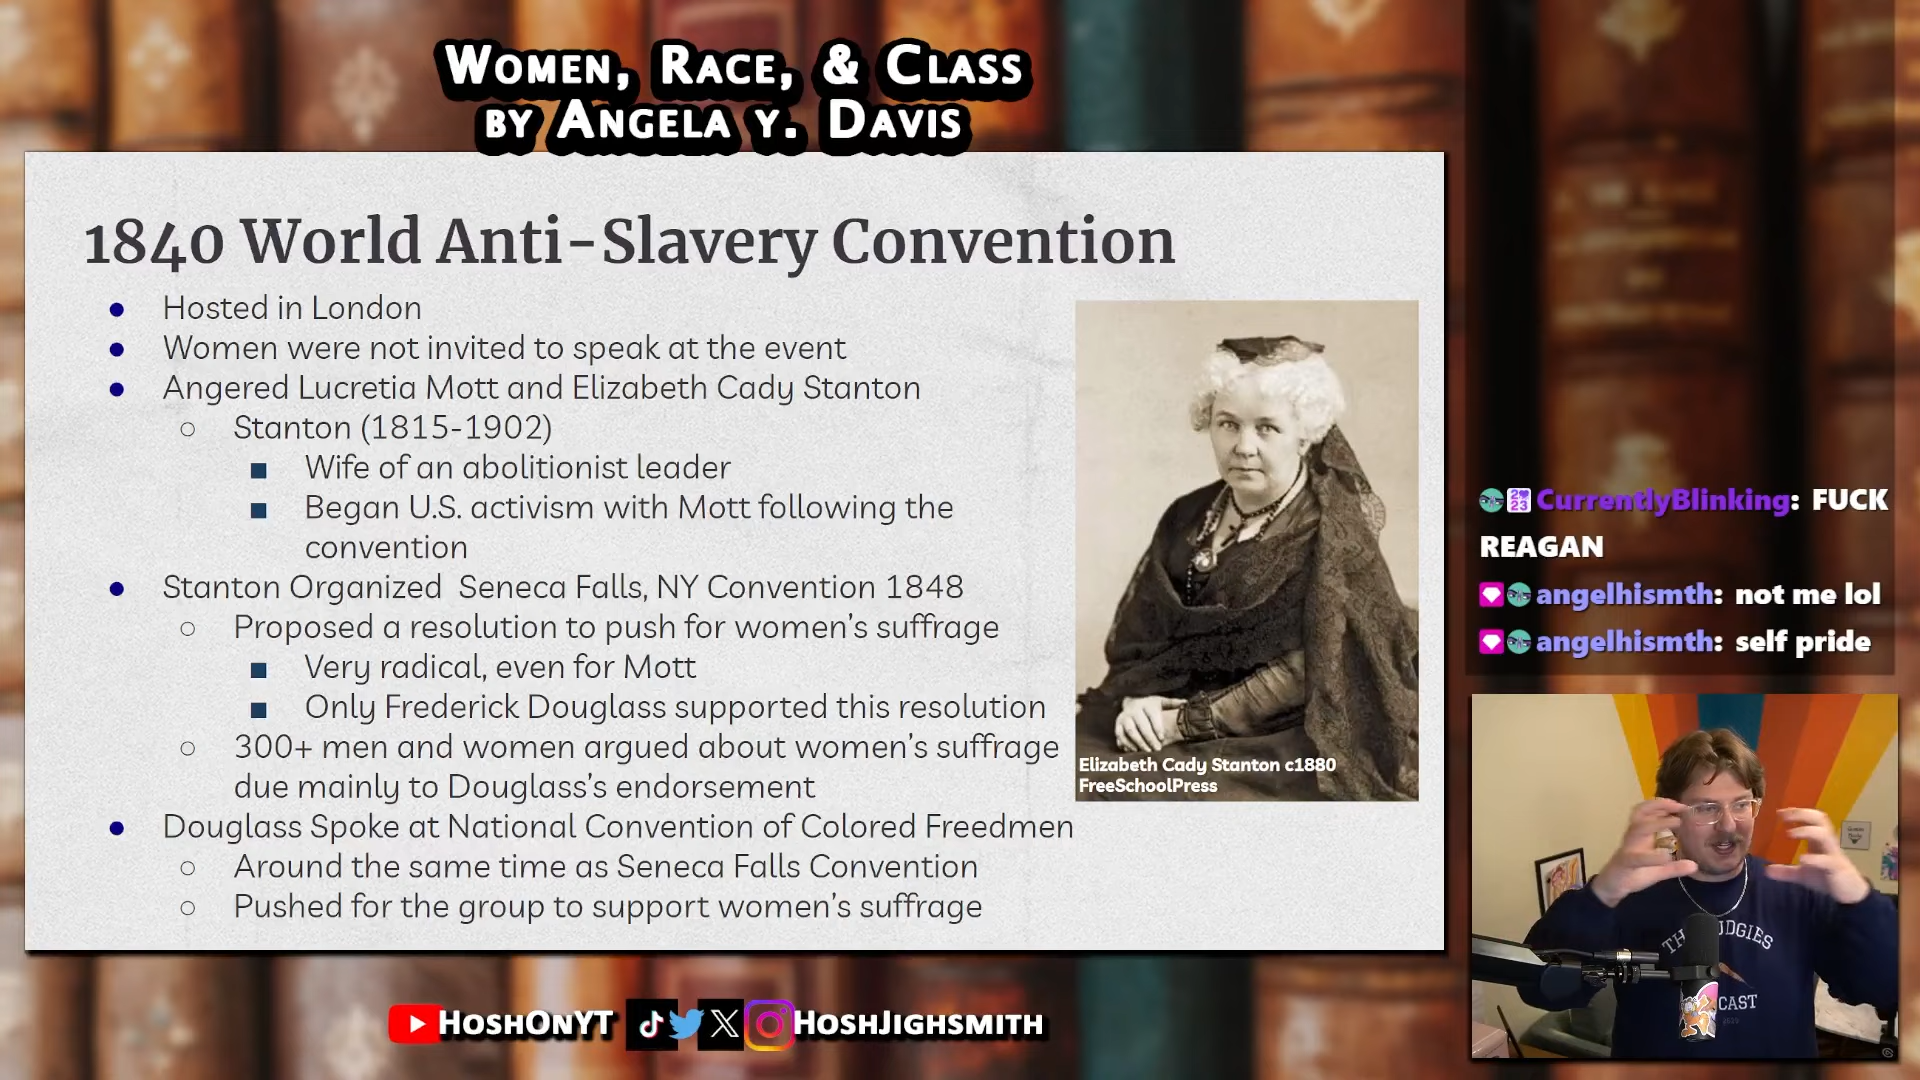 WOMEN, RACE, & CLASS
BY ANGELA Y. DAVIS
1840 World Anti-Slavery Convention
● Hosted in London
● Women were not invited to speak at the event
● Angered Lucretia Mott and Elizabeth Cady Stanton
○ Stanton (1815-1902)
■ Wife of an abolitionist leader
■ Began U.S. activism with Mott following the
convention
● Stanton Organized Seneca Falls, NY Convention 1848
○ Proposed a resolution to push for women’s suffrage
■ Very radical, even for Mott
■ Only Frederick Douglass supported this resolution
○ 300+ men and women argued about women’s suffrage
due mainly to Douglass’s endorsement
● Douglass Spoke at National Convention of Colored Freedmen
○ Around the same time as Seneca Falls Convention
○ Pushed for the group to support women’s suffrage
Elizabeth Cady Stanton c1880
FreeSchoolPress
CurrentlyBlinking: FUCK
REAGAN
angelhismth: not me lol
angelhismth: self pride
CAST
HOSHONYT
HOSHJIGHSMITH